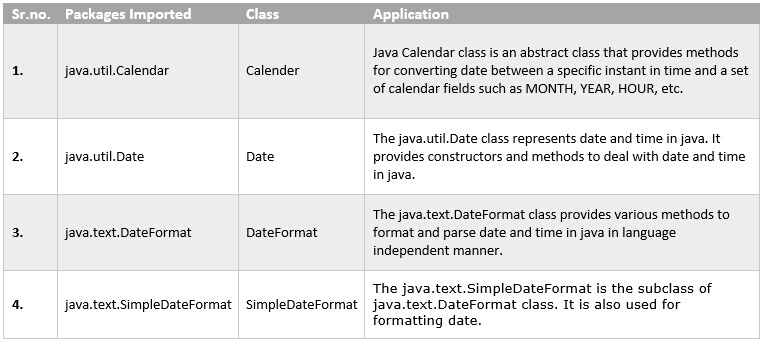 Sr.no. Packages Imported Class Application
Java Calendar class is an abstract class that provides methods
1. java.util.Calendar Calender for converting date between a specific instant in time and a set
of calendar fields such as MONTH, YEAR, HOUR, etc.
The java.util.Date class represents date and time in java. It
2. java.util.Date Date provides constructors and methods to deal with date and time
in java.
The java.text.DateFormat class provides various methods to
3. java.text.DateFormat DateFormat format and parse date and time in java in language
independent manner.
The java.text.SimpleDateFormat is the subclass of
4. java.text.SimpleDateFormat SimpleDateFormat java.text.DateFormat class. It is also used for
formatting date.